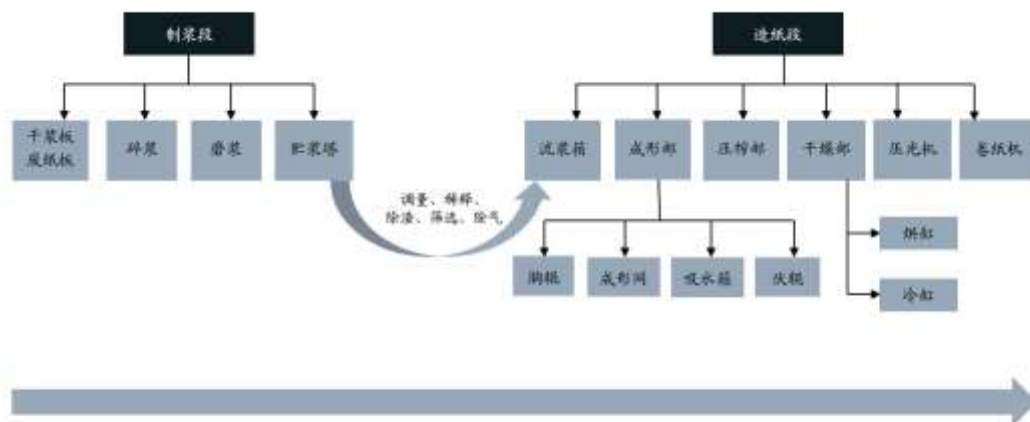 制浆段
造纸段
干浆板
废纸板
碎浆
磨浆
贮浆塔
流浆箱
成形部
压榨部
干燥部
压光机
卷纸机
调量、稀释、
除渣、筛选、除气
胸辊
成形网
吸水箱
伏辊
烘缸
冷缸